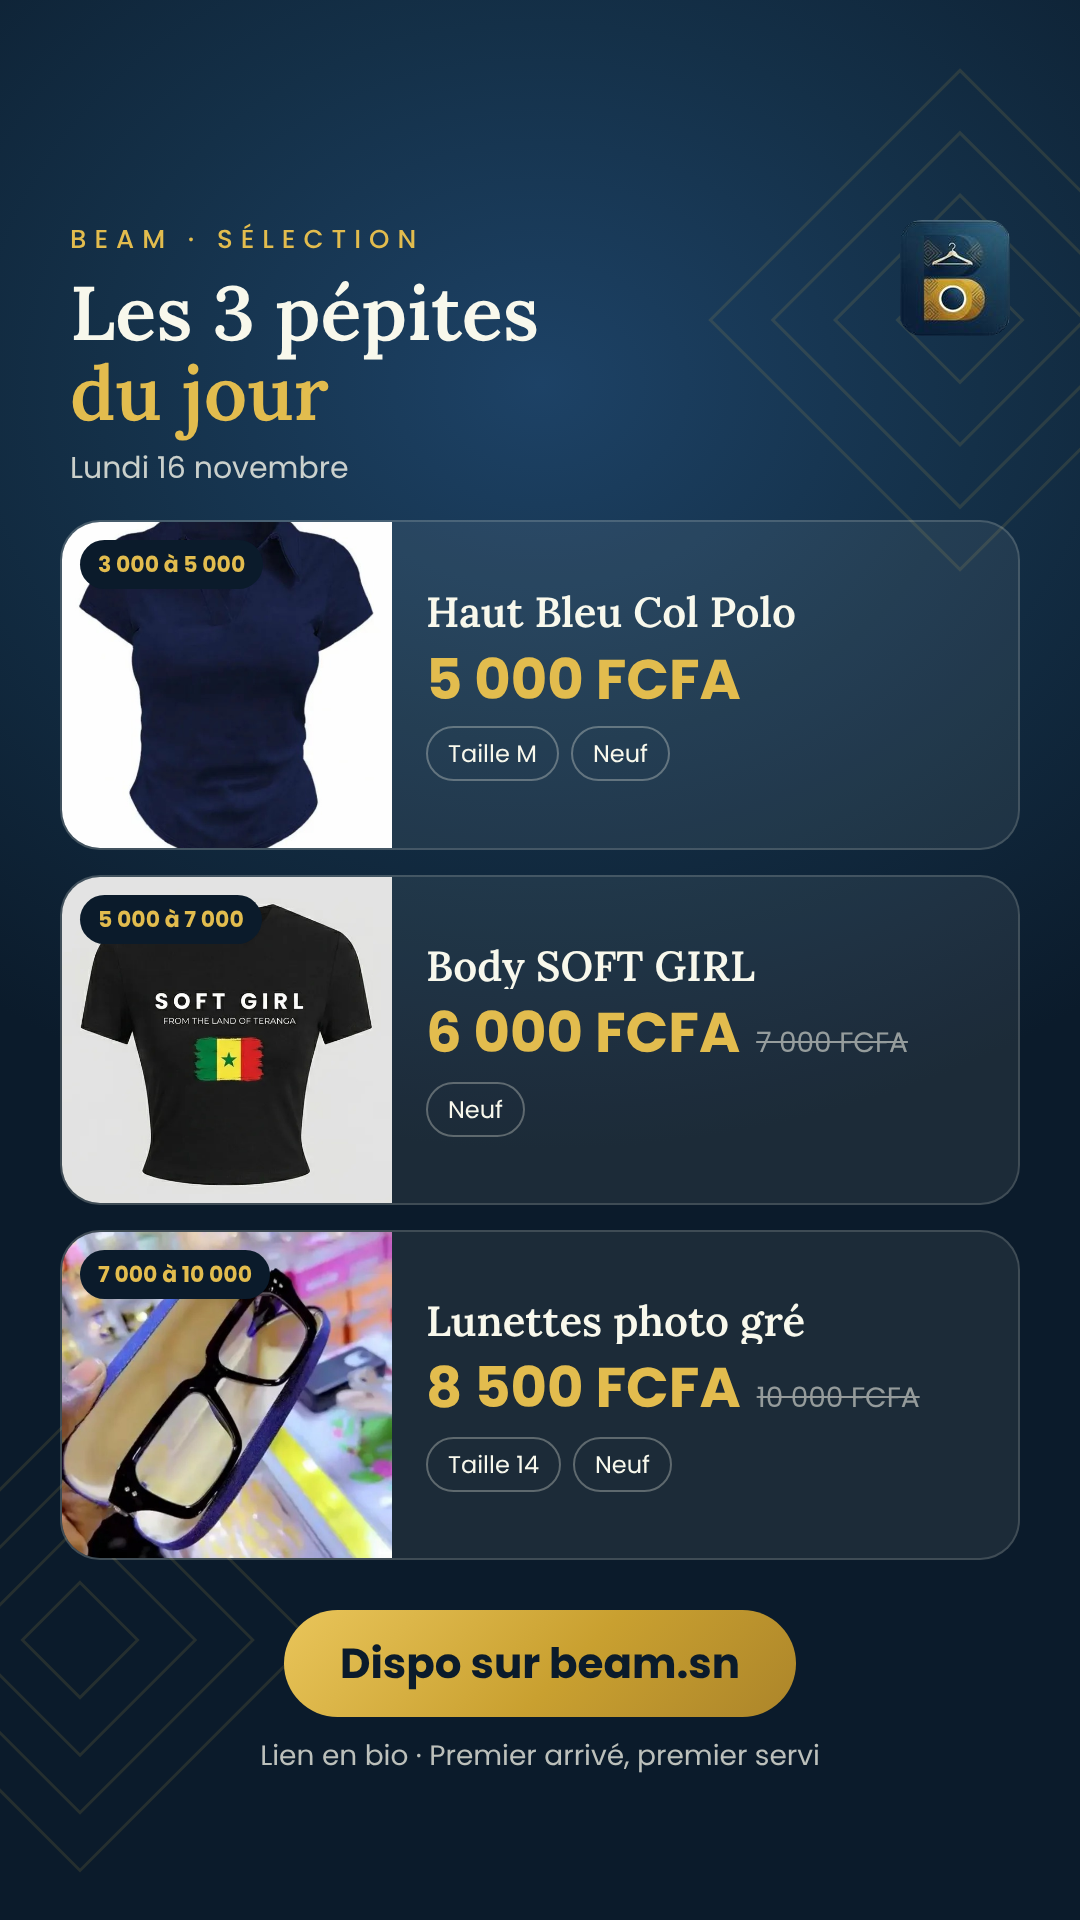 BEAM · SÉLECTION
Les 3 pépites
du jour
Lundi 16 novembre
3 000 à 5 000
Haut Bleu Col Polo
5 000 FCFA
Taille M
Neuf
5 000 à 7 000
SOFT GIRL
FROM THE LAND OF TERANGA
Body SOFT GIRL
6 000 FCFA 7 000 FCFA
Neuf
7 000 à 10 000
Lunettes photo gré
8 500 FCFA 10 000 FCFA
Taille 14
Neuf
Dispo sur beam.sn
Lien en bio · Premier arrivé, premier servi